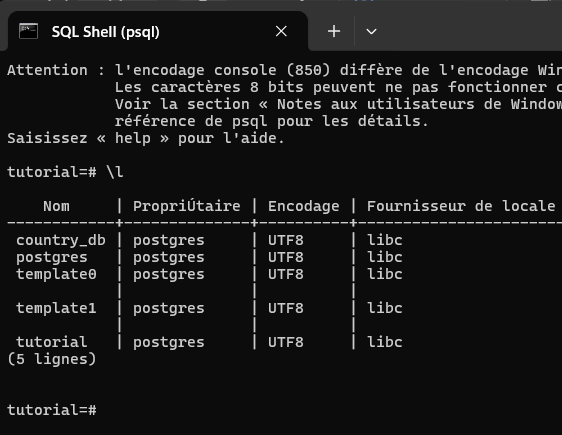 SQL Shell (psql)
Attention : l'encodage console (850) diffère de l'encodage
Les caractères 8 bits peuvent ne pas fonctionner
Voir la section « Notes aux utilisateurs de
référence de psql pour les détails.
Saisissez « help » pour l'aide.
tutorial=# \l
Nom | PropriÚtaire | Encodage | Fournisseur de locale
------------+--------------+----------+-----------------------
country_db | postgres | UTF8 | libc
postgres | postgres | UTF8 | libc
template0 | postgres | UTF8 | libc
| | |
template1 | postgres | UTF8 | libc
| | |
tutorial | postgres | UTF8 | libc
(5 lignes)
tutorial=#